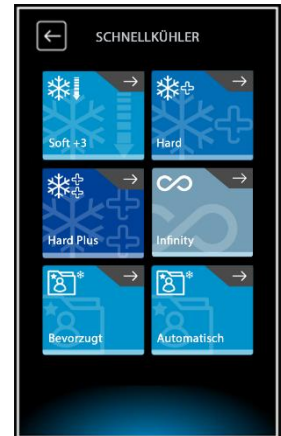 SCHNELLKÜHLER
Soft +3
Hard
Hard Plus
Infinity
Bevorzugt
Automatisch